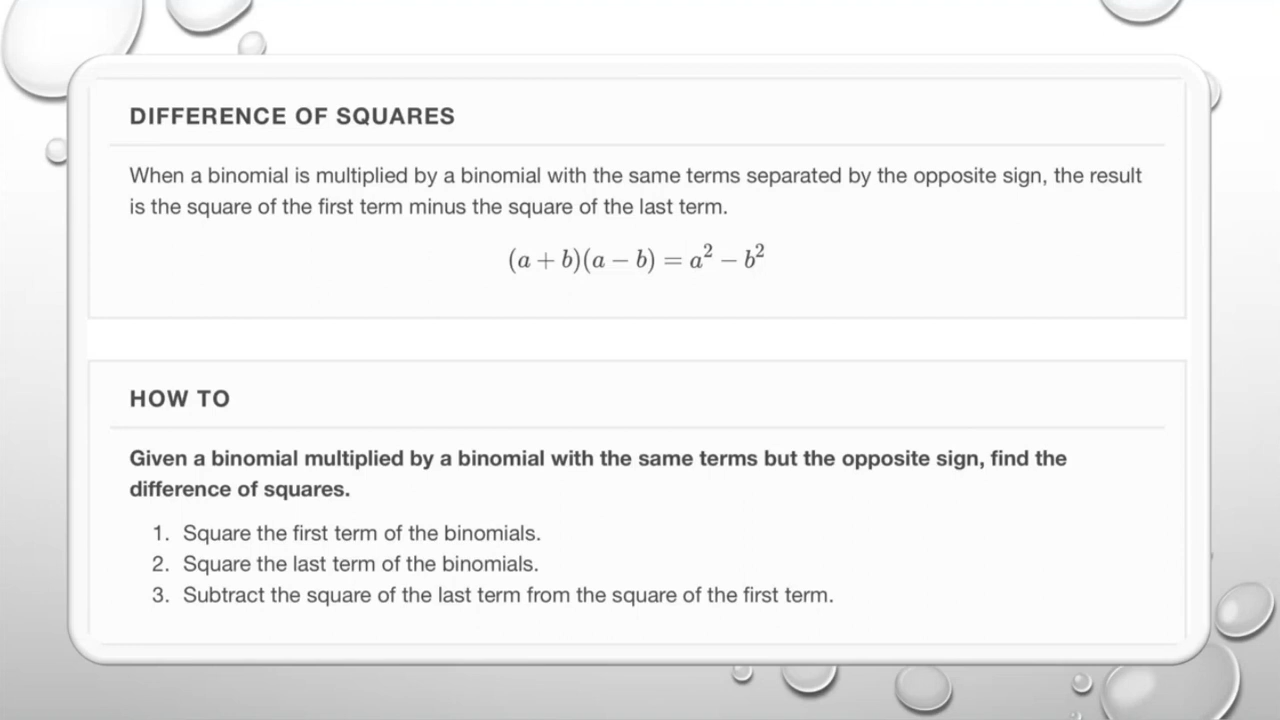 DIFFERENCE OF SQUARES
When a binomial is multiplied by a binomial with the same terms separated by the opposite sign, the result
is the square of the first term minus the square of the last term.
(a + b)(a − b) = a² − b²
HOW TO
Given a binomial multiplied by a binomial with the same terms but the opposite sign, find the
difference of squares.
1. Square the first term of the binomials.
2. Square the last term of the binomials.
3. Subtract the square of the last term from the square of the first term.